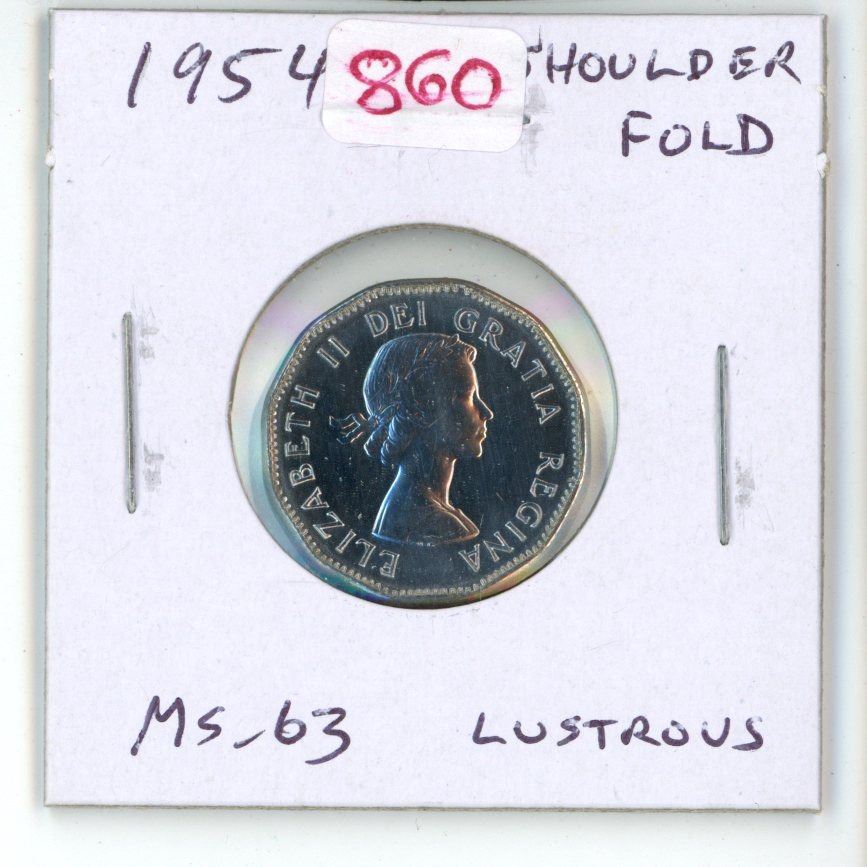 1954
860
SHOULDER
FOLD
ELIZABETH II DEI GRATIA REGINA
MS-63 LUSTROUS